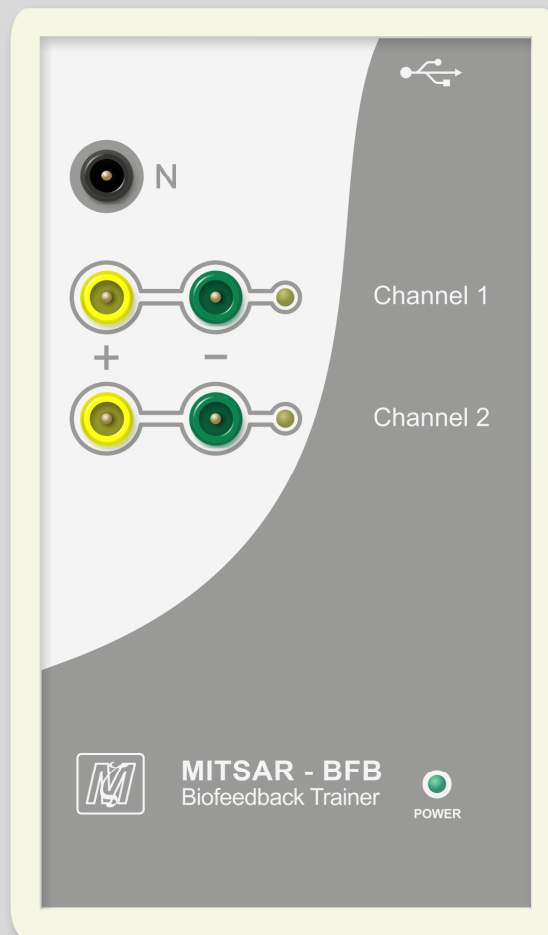 N
Channel 1
+ −
Channel 2
MITSAR - BFB
Biofeedback Trainer
POWER